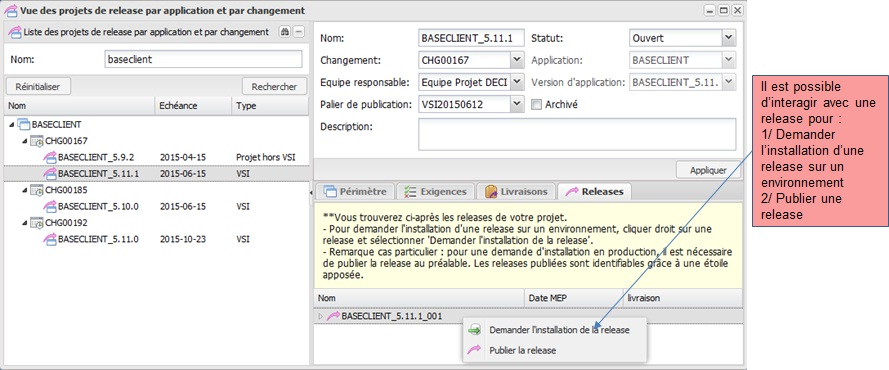 Vue des projets de release par application et par changement
Liste des projets de release par application et par changement
Nom: baseclient
Réinitialiser Rechercher
Nom Echéance Type
BASECLIENT
CHG00167
BASECLIENT_5.9.2 2015-04-15 Projet hors VSI
BASECLIENT_5.11.1 2015-06-15 VSI
CHG00185
BASECLIENT_5.10.0 2015-06-15 VSI
CHG00192
BASECLIENT_5.11.0 2015-10-23 VSI
Nom: BASECLIENT_5.11.1 Statut: Ouvert
Changement: CHG00167 Application: BASECLIENT
Equipe responsable: Equipe Projet DECI Version d'application: BASECLIENT_5.11.
Palier de publication: VSI20150612 Archivé
Description:
Appliquer
Périmètre Exigences Livraisons Releases
**Vous trouverez ci-après les releases de votre projet.
- Pour demander l'installation d'une release sur un environnement, cliquer droit sur une
release et sélectionner 'Demander l'installation de la release'.
- Remarque cas particulier : pour une demande d'installation en production, il est nécessaire
de publier la release au préalable. Les releases publiées sont identifiables grâce à une étoile
apposée.
Nom Date MEP livraison
BASECLIENT_5.11.1_001
Demander l'installation de la release
Publier la release
Il est possible
d'interagir avec une
release pour :
1/ Demander
l'installation d'une
release sur un
environnement
2/ Publier une
release